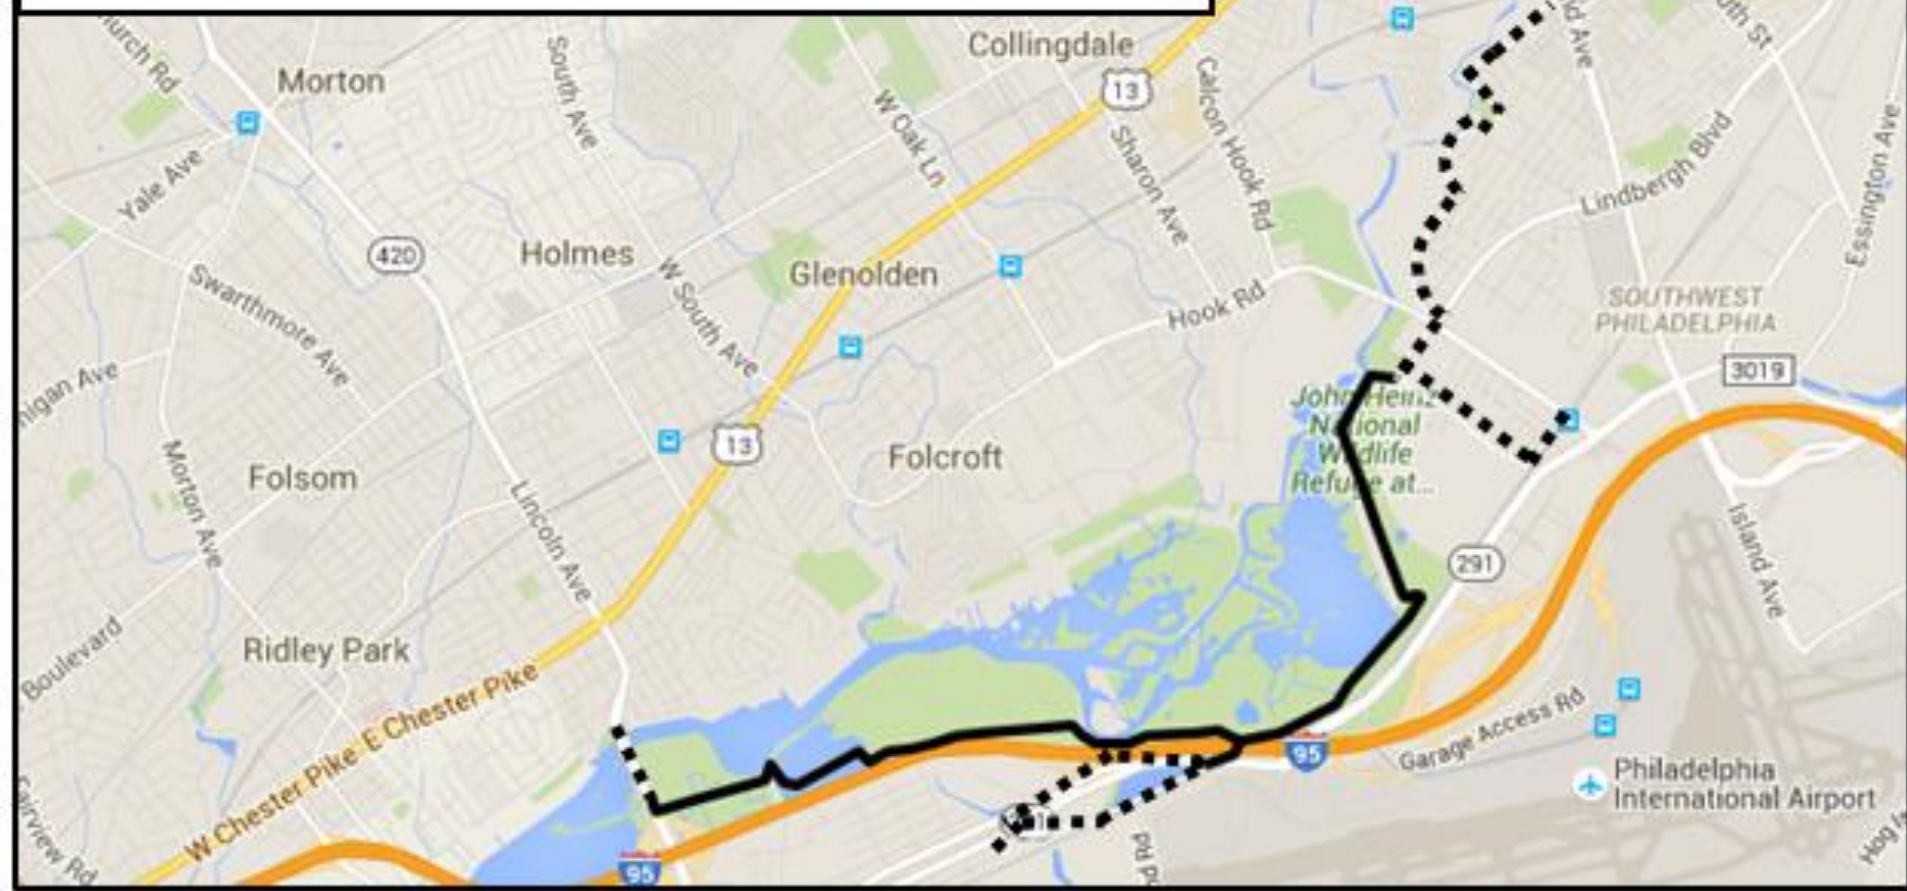 Collingdale
13
Morton
South Ave
W Oak Ln
Calcon Hook Rd
Sharon Ave
Lindbergh Blvd
Essington Ave
Yale Ave
420
Holmes
Glenolden
Swarthmore Ave
W South Ave
Hook Rd
SOUTHWEST
PHILADELPHIA
3019
John Heinz
National
Wildlife
Refuge at...
13
Folcroft
Folsom
Morton Ave
Lincoln Ave
Island Ave
291
Ridley Park
Boulevard
W Chester Pike
E Chester Pike
Garage Access Rd
95
Philadelphia
International Airport
95
Fairview Rd